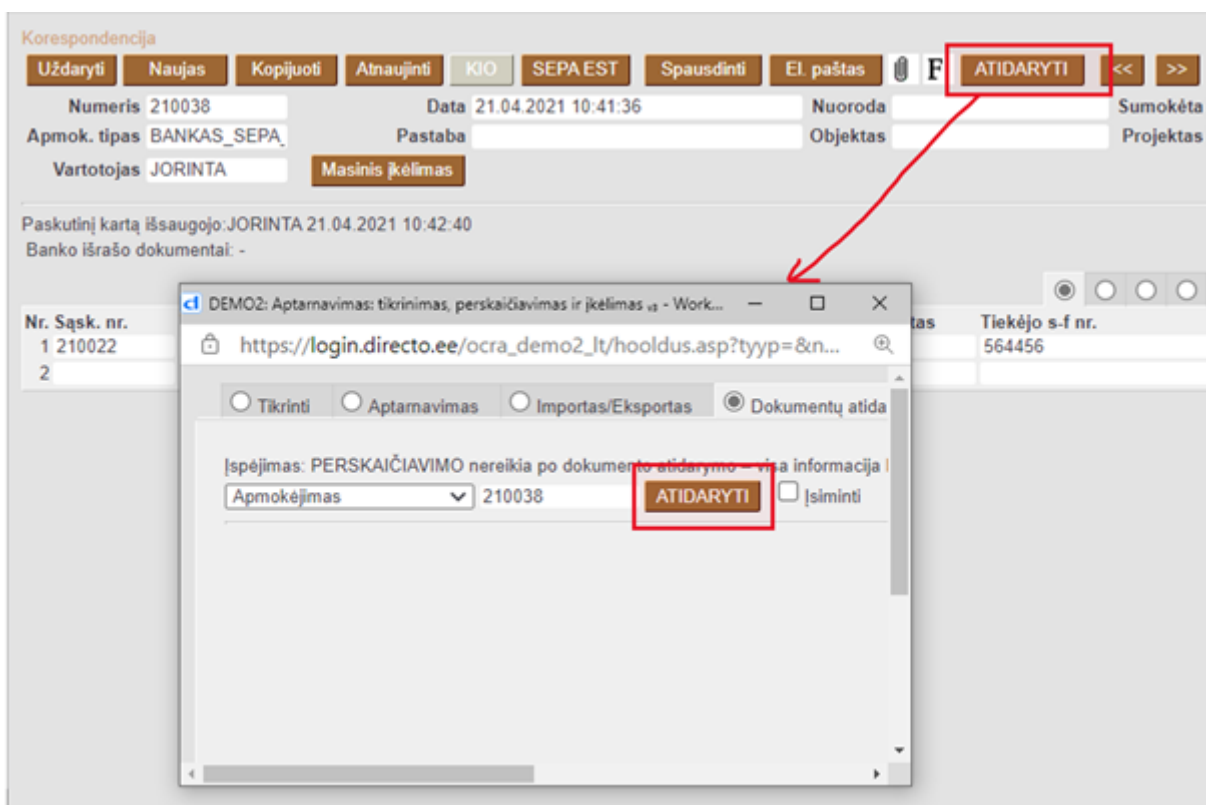 Korespondencija
Uždaryti Naujas Kopijuoti Atnaujinti KIO SEPA EST Spausdinti El. paštas F ATIDARYTI << >>
Numeris 210038 Data 21.04.2021 10:41:36 Nuoroda Sumokėta
Apmok. tipas BANKAS_SEPA_ Pastaba Objektas Projektas
Vartotojas JORINTA Masinis įkėlimas
Paskutinį kartą išsaugojo:JORINTA 21.04.2021 10:42:40
Banko išrašo dokumentai: -
Nr. Sąsk. nr. tas Tiekėjo s-f nr.
1 210022 564456
2
DEMO2: Aptarnavimas: tikrinimas, perskaičiavimas ir įkėlimas - Work...
https://login.directo.ee/ocra_demo2_lt/hooldus.asp?tyyp=&n...
Tikrinti Aptarnavimas Importas/Eksportas Dokumentų atida
Įspėjimas: PERSKAIČIAVIMO nereikia po dokumento atidarymo – visa informacija
Apmokėjimas 210038 ATIDARYTI Įsiminti